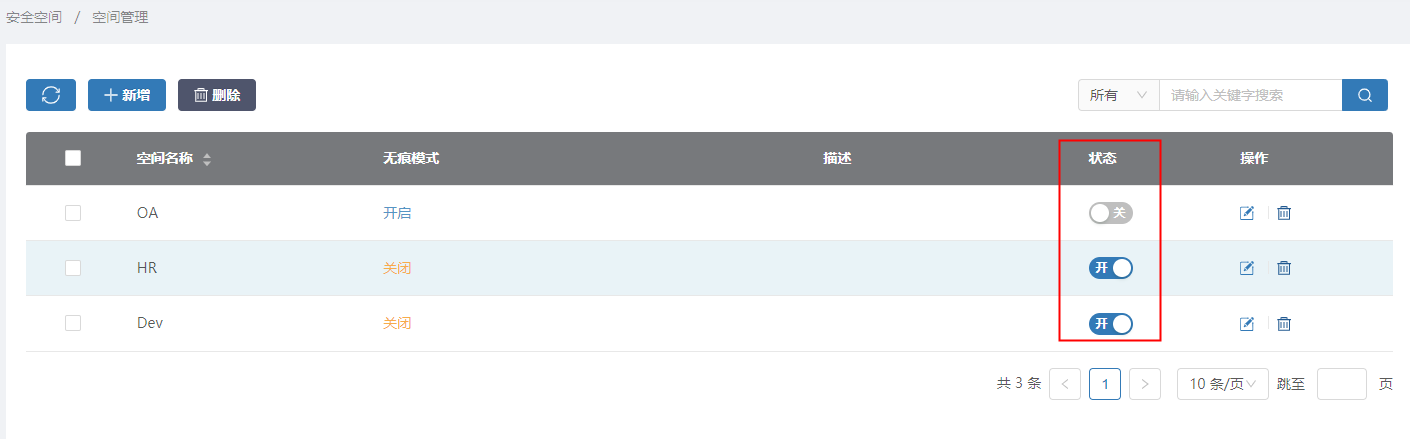 安全空间 / 空间管理
新增 删除 所有 请输入关键字搜索
空间名称 无痕模式 描述 状态 操作
OA 开启 关
HR 关闭 开
Dev 关闭 开
共 3 条 < 1 > 10 条/页 跳至 页